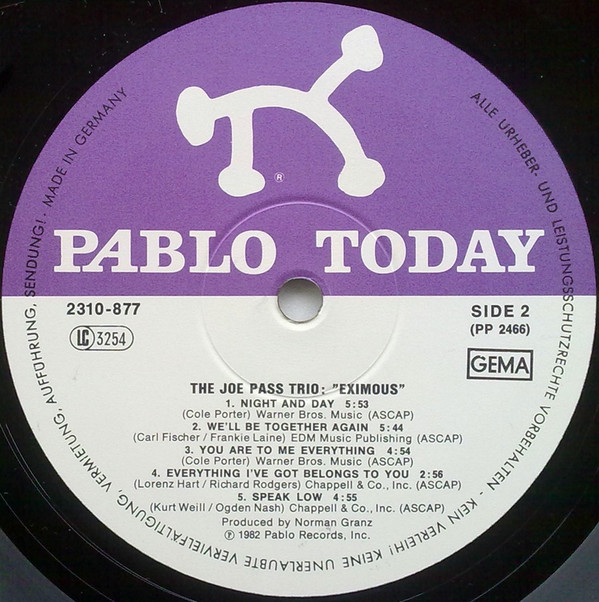 ALLE URHEBER- UND LEISTUNGSSCHUTZRECHTE VORBEHALTEN - KEIN VERLEIH! KEINE UNERLAUBTE VERVIELFÄLTIGUNG, VERMIETUNG, AUFFÜHRUNG, SENDUNG! · MADE IN GERMANY
®
PABLO TODAY
2310-877
LC 3254
SIDE 2
(PP 2466)
GEMA
THE JOE PASS TRIO: "EXIMOUS"
1. NIGHT AND DAY 5:53
(Cole Porter) Warner Bros. Music (ASCAP)
2. WE'LL BE TOGETHER AGAIN 5:44
(Carl Fischer / Frankie Laine) EDM Music Publishing (ASCAP)
3. YOU ARE TO ME EVERYTHING 4:54
(Cole Porter) Warner Bros. Music (ASCAP)
4. EVERYTHING I'VE GOT BELONGS TO YOU 2:56
(Lorenz Hart / Richard Rodgers) Chappell & Co., Inc. (ASCAP)
5. SPEAK LOW 4:55
(Kurt Weill / Ogden Nash) Chappell & Co., Inc. (ASCAP)
Produced by Norman Granz
℗ 1982 Pablo Records, Inc.